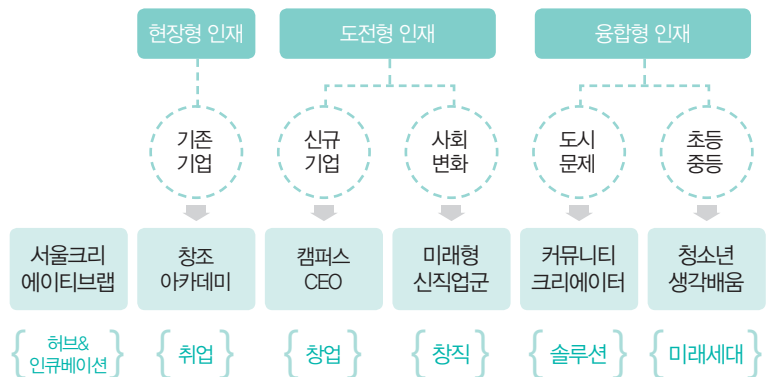 현장형 인재
도전형 인재
융합형 인재
기존
기업
신규
기업
사회
변화
도시
문제
초등
중등
서울크리
에이티브랩
창조
아카데미
캠퍼스
CEO
미래형
신직업군
커뮤니티
크리에이터
청소년
생각배움
허브&
인큐베이션
취업
창업
창직
솔루션
미래세대